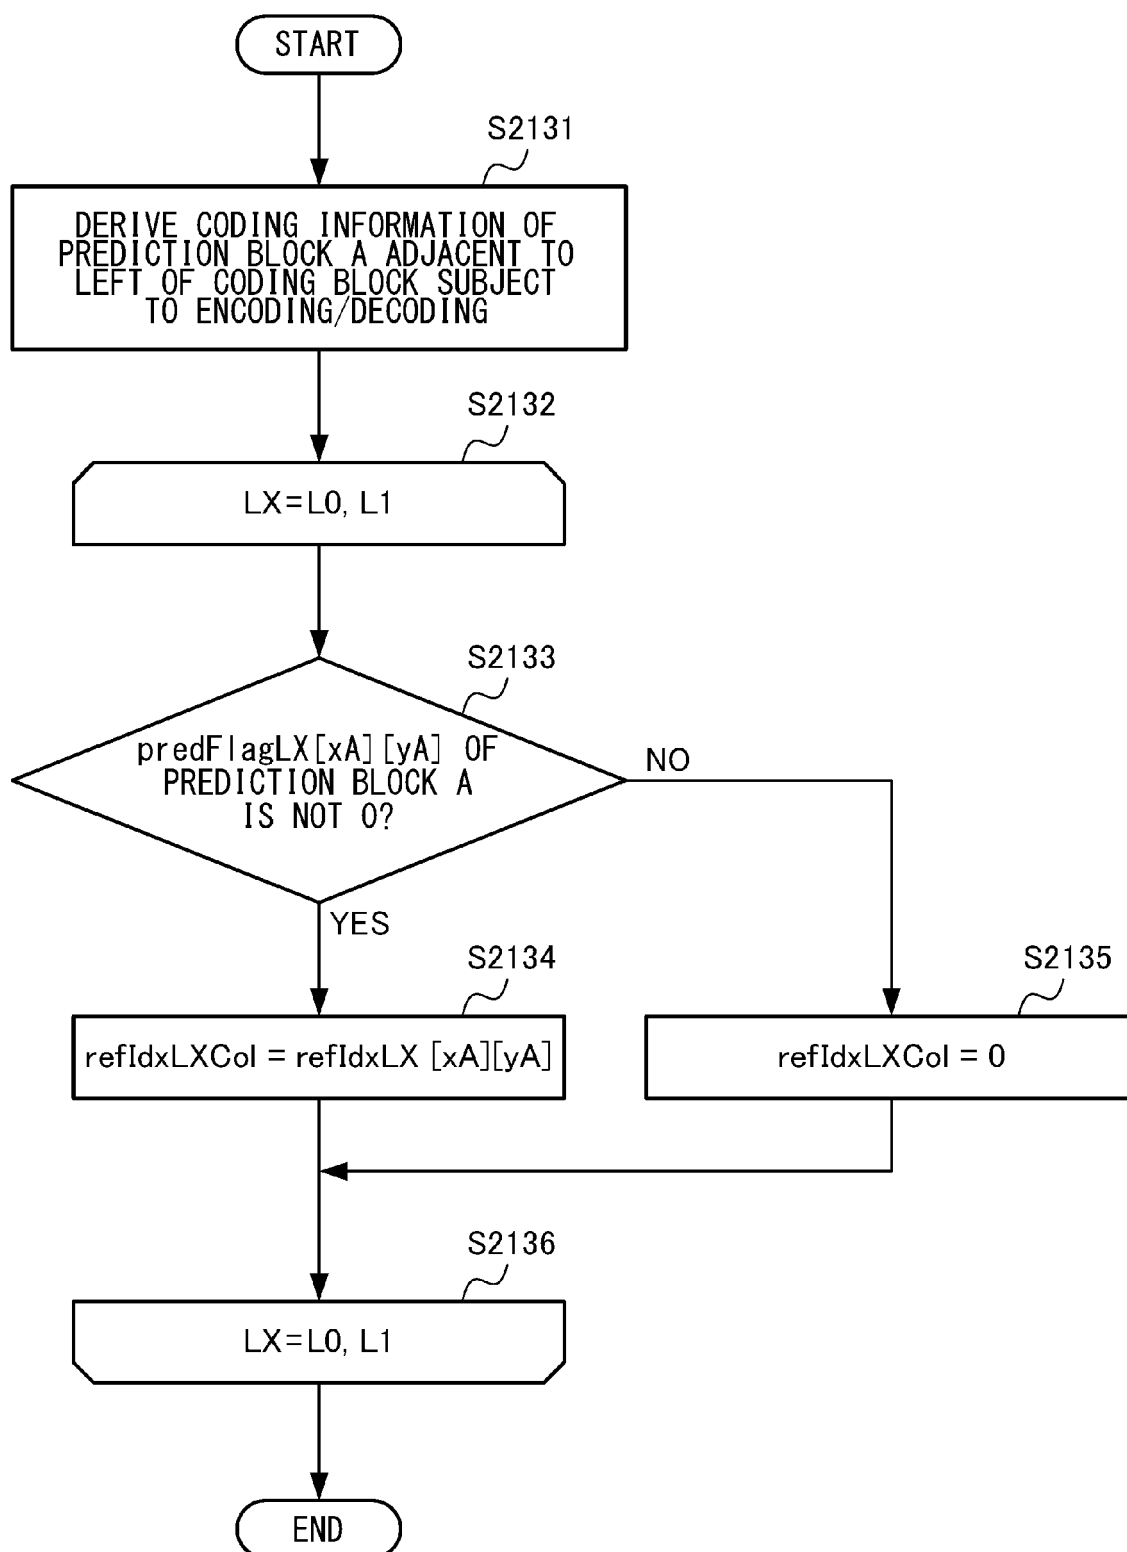 START
S2131
DERIVE CODING INFORMATION OF
PREDICTION BLOCK A ADJACENT TO
LEFT OF CODING BLOCK SUBJECT
TO ENCODING/DECODING
S2132
LX=L0, L1
S2133
predFlagLX[xA][yA] OF
PREDICTION BLOCK A
IS NOT 0?
NO
YES
S2134
refIdxLXCol = refIdxLX [xA][yA]
S2135
refIdxLXCol = 0
S2136
LX=L0, L1
END